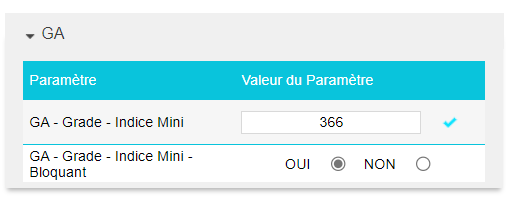 GA
Paramètre Valeur du Paramètre
GA - Grade - Indice Mini 366
GA - Grade - Indice Mini -
Bloquant OUI NON